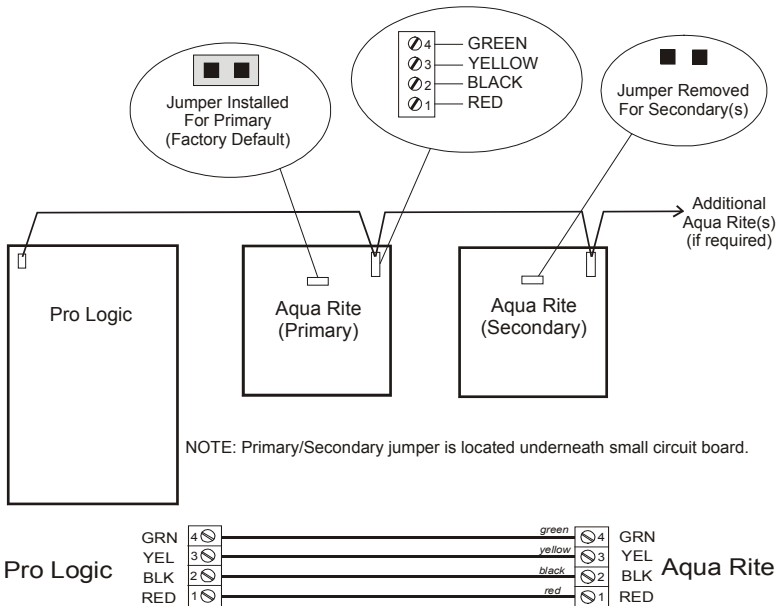 Jumper Installed
For Primary
(Factory Default)
4 GREEN
3 YELLOW
2 BLACK
1 RED
Jumper Removed
For Secondary(s)
Additional
Aqua Rite(s)
(if required)
Pro Logic
Aqua Rite
(Primary)
Aqua Rite
(Secondary)
NOTE: Primary/Secondary jumper is located underneath small circuit board.
Pro Logic
GRN 4 green 4 GRN
YEL 3 yellow 3 YEL
BLK 2 black 2 BLK
RED 1 red 1 RED
Aqua Rite